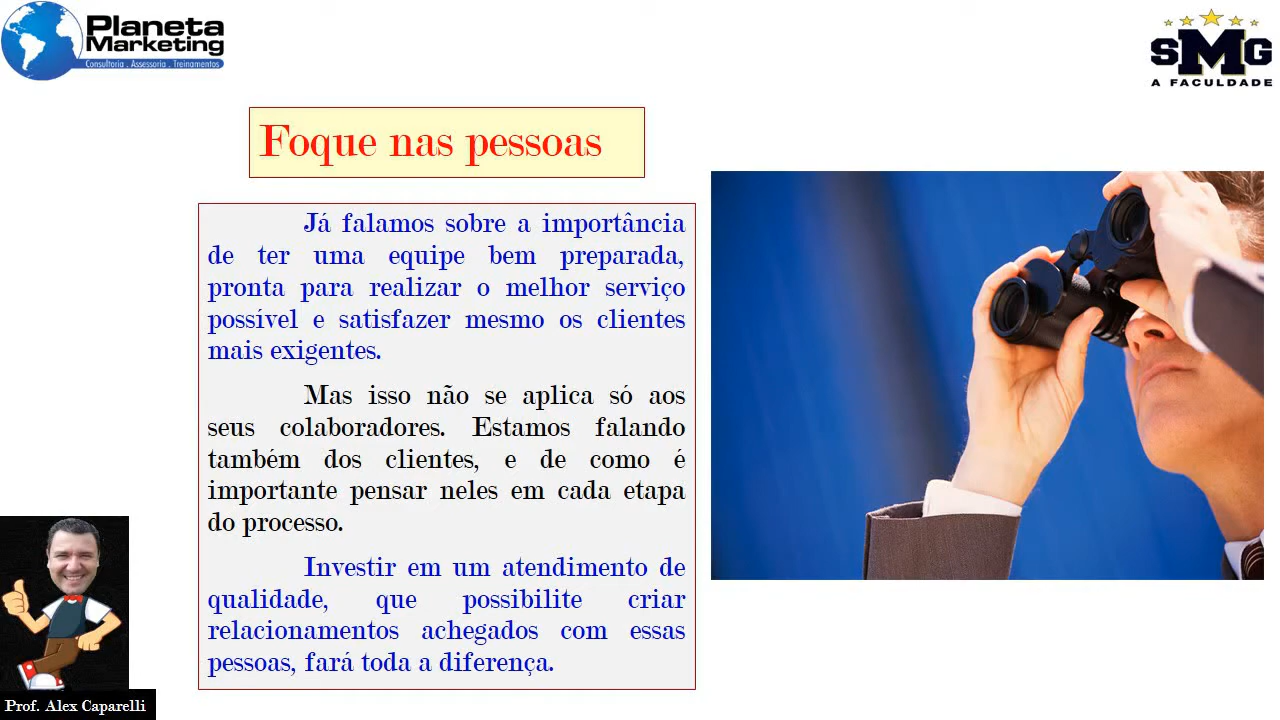 Planeta
Marketing
Consultoria . Assessoria . Treinamentos
SMG
A FACULDADE
Foque nas pessoas
Já falamos sobre a importância
de ter uma equipe bem preparada,
pronta para realizar o melhor serviço
possível e satisfazer mesmo os clientes
mais exigentes.
Mas isso não se aplica só aos
seus colaboradores. Estamos falando
também dos clientes, e de como é
importante pensar neles em cada etapa
do processo.
Investir em um atendimento de
qualidade, que possibilite criar
relacionamentos achegados com essas
pessoas, fará toda a diferença.
Prof. Alex Caparelli